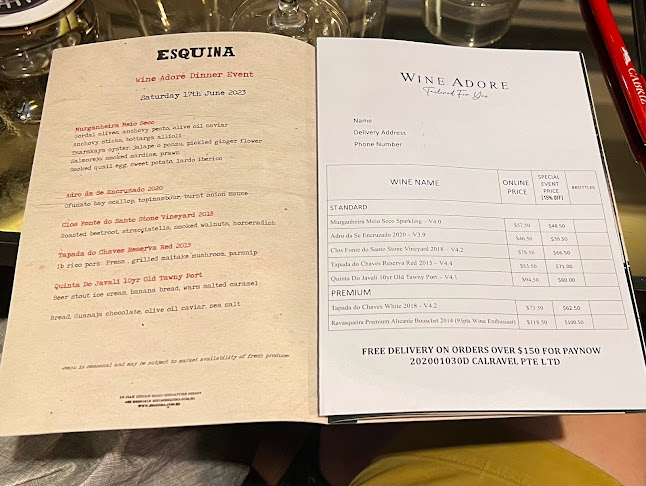 ESQUINA
Wine Adore Dinner Event
Saturday 17th June 2023
Murganheira Meio Seco
Gordal olives, anchovy pesto, olive oil caviar
Anchovy sticks, bottarga allioli
oyster, jalape o ponzu, pickled ginger flower
Salmorejo, smoked sardine, prawn
Smoked quail egg, sweet potato, lardo iberico
Adro da Se Encruzado 2020
Ofunato bay scallop, topinambour, burnt onion sauce
Clos Fonte do Santo Stone Vineyard 2018
Roasted beetroot, stracciatella, smoked walnuts, horseradish
Tapada do Chaves Reserva Red 2015
Ib rico pork Presa, grilled maitake mushroom, parsnip
Quinta Do Javali 10yr Old Tawny Port
Beer stout ice cream, banana bread, warm salted caramel
Bread, Guanaja chocolate, olive oil caviar, sea salt
Menu is seasonal and may be subject to market availability of fresh produce
WINE ADORE
Tailored For You
Name
Delivery Address :
Phone Number :
WINE NAME ONLINE PRICE SPECIAL EVENT PRICE (15% OFF) #BOTTLES
STANDARD
Murganheira Meio Seco Sparkling – V4.0 $57.50 $48.50
Adro da Se Encruzado 2020 – V3.9 $46.50 $39.50
Clos Fonte do Santo Stone Vineyard 2018 – V4.2 $78.50 $66.50
Tapada do Chaves Reserva Red 2015 – V4.4 $71.00
Quinta Do Javali 10yr Old Tawny Port – V4.1 $94.50 $80.00
PREMIUM
Tapada do Chaves White 2018 – V4.2 $73.50 $62.50
Ravasqueira Premium Alicante Bouschet 2014 (93pts Wine Enthusiast) $118.50 $100.50
FREE DELIVERY ON ORDERS OVER $150 FOR PAYNOW
202001030D CALRAVEL PTE LTD